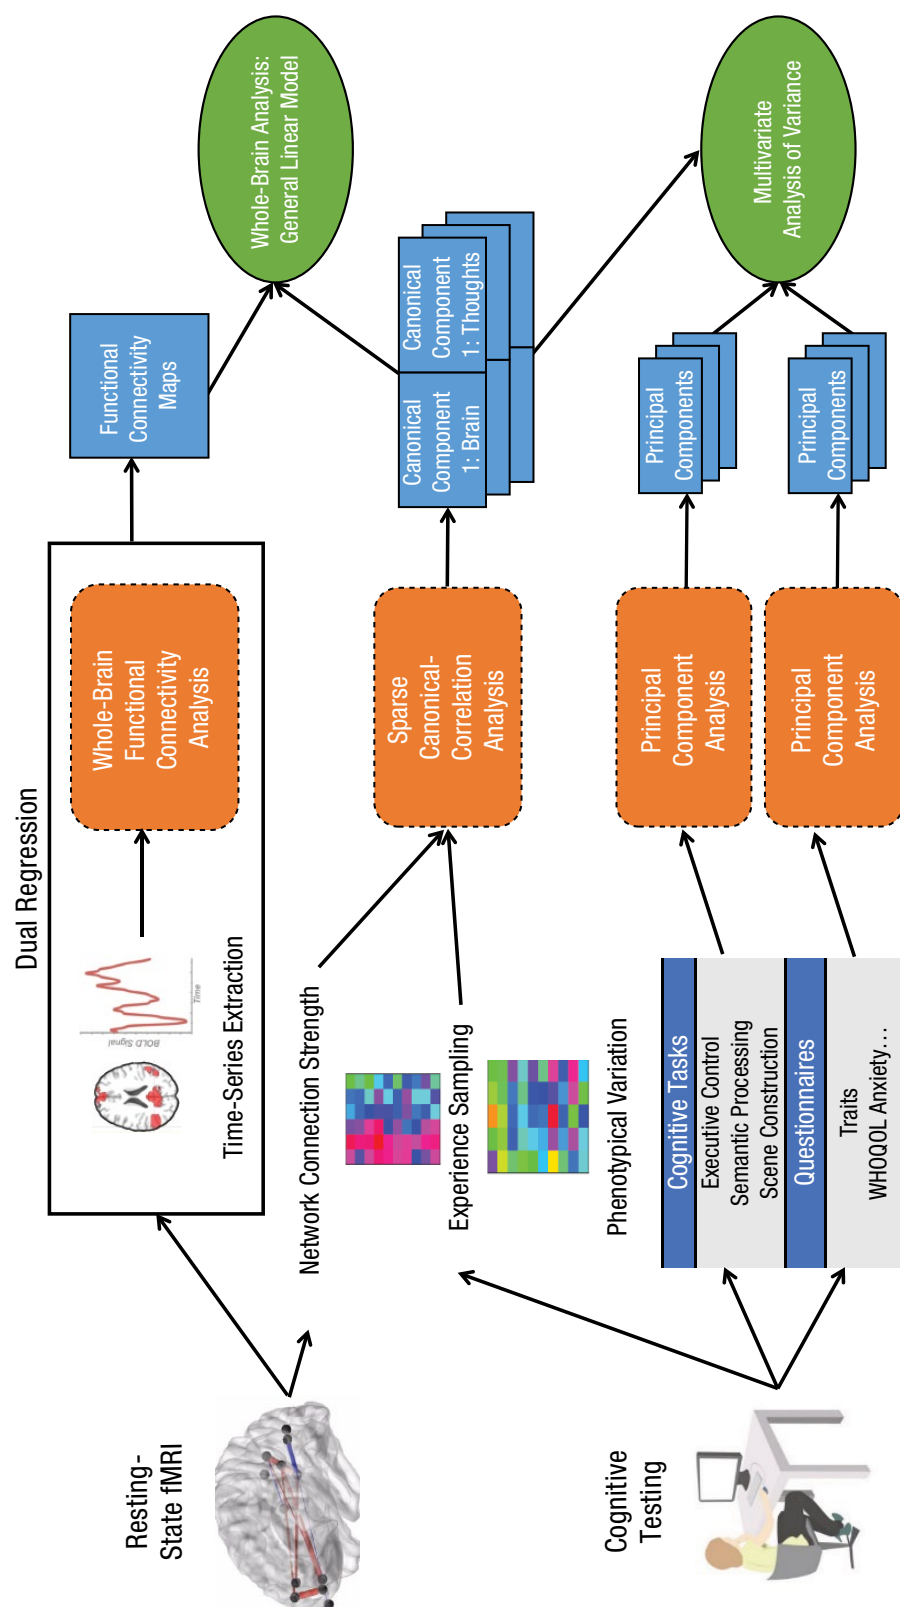 Resting-
State fMRI
Cognitive
Testing
Dual Regression
BOLD Signal
Time
Time-Series Extraction
Whole-Brain
Functional
Connectivity
Analysis
Functional
Connectivity
Maps
Whole-Brain Analysis:
General Linear Model
Network Connection Strength
Experience Sampling
Sparse
Canonical-
Correlation
Analysis
Canonical
Component
1: Brain
Canonical
Component
1: Thoughts
Phenotypical Variation
Cognitive Tasks
Executive Control
Semantic Processing
Scene Construction
Questionnaires
Traits
WHOQOL Anxiety…
Principal
Component
Analysis
Principal
Components
Principal
Component
Analysis
Principal
Components
Multivariate
Analysis of Variance